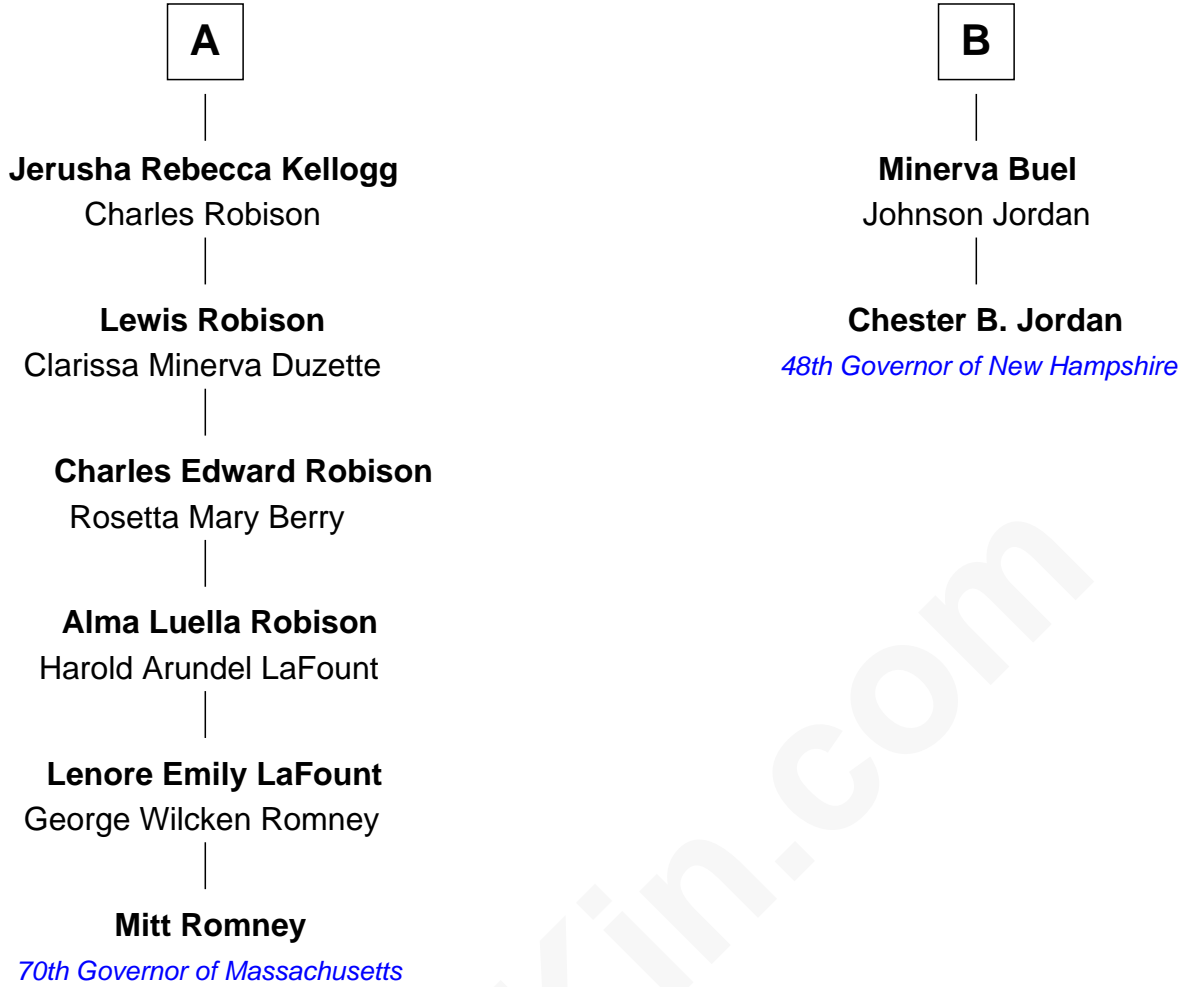 A
Jerusha Rebecca Kellogg
Charles Robison
Lewis Robison
Clarissa Minerva Duzette
Charles Edward Robison
Rosetta Mary Berry
Alma Luella Robison
Harold Arundel LaFount
Lenore Emily LaFount
George Wilcken Romney
Mitt Romney
70th Governor of Massachusetts
B
Minerva Buel
Johnson Jordan
Chester B. Jordan
48th Governor of New Hampshire
Kin.com